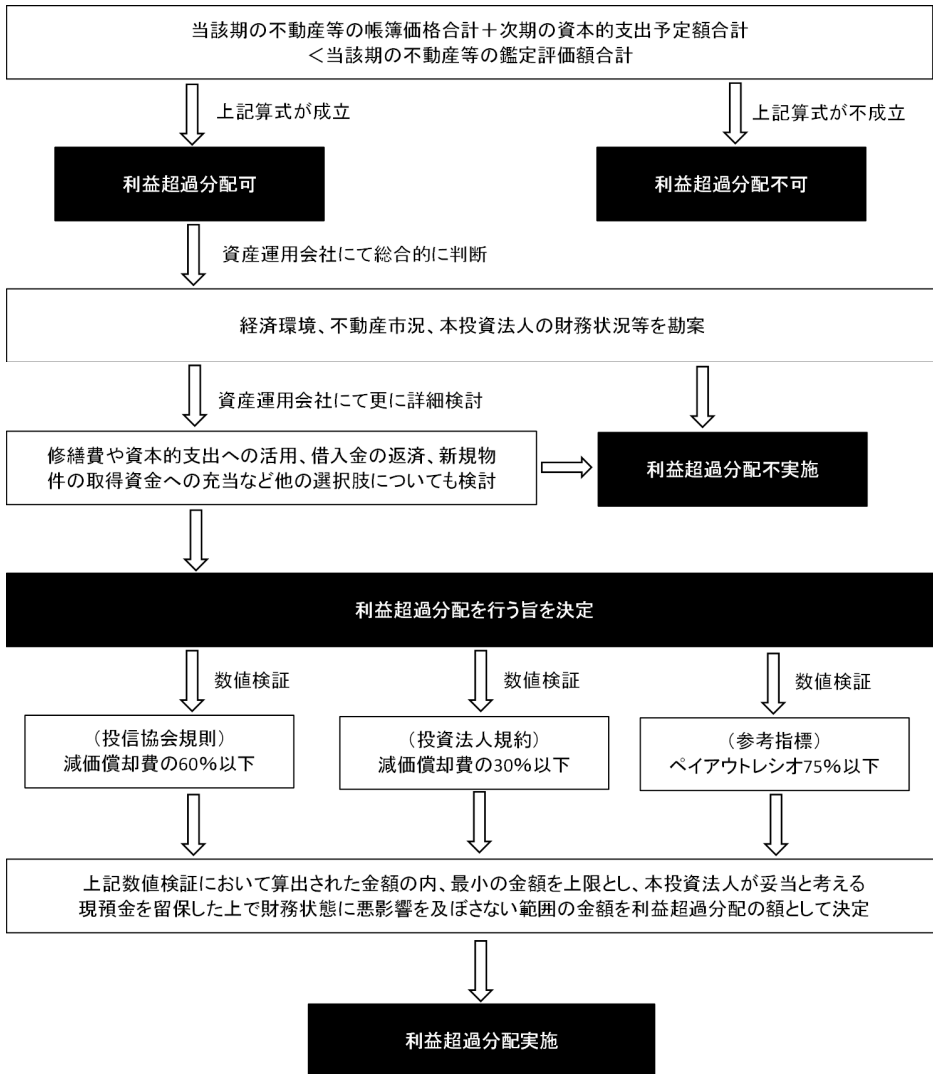 当該期の不動産等の帳簿価格合計＋次期の資本的支出予定額合計
＜当該期の不動産等の鑑定評価額合計
上記算式が成立
上記算式が不成立
利益超過分配可
利益超過分配不可
資産運用会社にて総合的に判断
経済環境、不動産市況、本投資法人の財務状況等を勘案
資産運用会社にて更に詳細検討
修繕費や資本的支出への活用、借入金の返済、新規物
件の取得資金への充当など他の選択肢についても検討
利益超過分配不実施
利益超過分配を行う旨を決定
数値検証
数値検証
数値検証
（投信協会規則）
減価償却費の60％以下
（投資法人規約）
減価償却費の30％以下
（参考指標）
ペイアウトレシオ75％以下
上記数値検証において算出された金額の内、最小の金額を上限とし、本投資法人が妥当と考える
現預金を留保した上で財務状態に悪影響を及ぼさない範囲の金額を利益超過分配の額として決定
利益超過分配実施